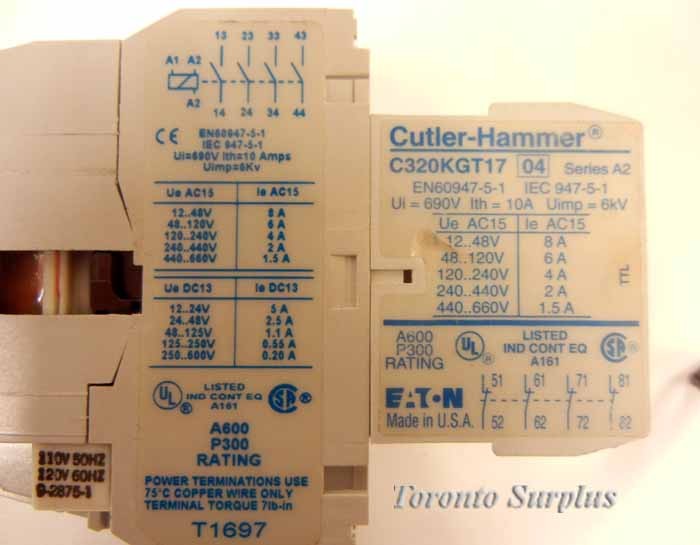 13 23 33 43
A1 A2
A2
14 24 34 44
CE EN60947-5-1
IEC 947-5-1
Ui=690V Ith=10 Amps
Uimp=6Kv
Ue AC15 Ie AC15
12..48V 8 A
48..120V 6 A
120..240V 4 A
240..440V 2 A
440..660V 1.5 A
Ue DC13 Ie DC13
12..24V 5 A
24..48V 2.5 A
48..125V 1.1 A
125..250V 0.55 A
250..600V 0.20 A
UL LISTED
IND CONT EQ
A161
SA
A600
P300
RATING
POWER TERMINATIONS USE
75°C COPPER WIRE ONLY
TERMINAL TORQUE 7lb-in
T1697
110V 50HZ
120V 60HZ
9-2875-1
Cutler-Hammer®
C320KGT17 04 Series A2
EN60947-5-1 IEC 947-5-1
Ui = 690V Ith = 10A Uimp = 6kV
Ue AC15 Ie AC15
12..48V 8 A
48..120V 6 A
120..240V 4 A
240..440V 2 A
440..660V 1.5 A
TTL
A600
P300
RATING
UL LISTED
IND CONT EQ
A161
SA
EATON
Made in U.S.A.
51 61 71 81
52 62 72 82
Toronto Surplus